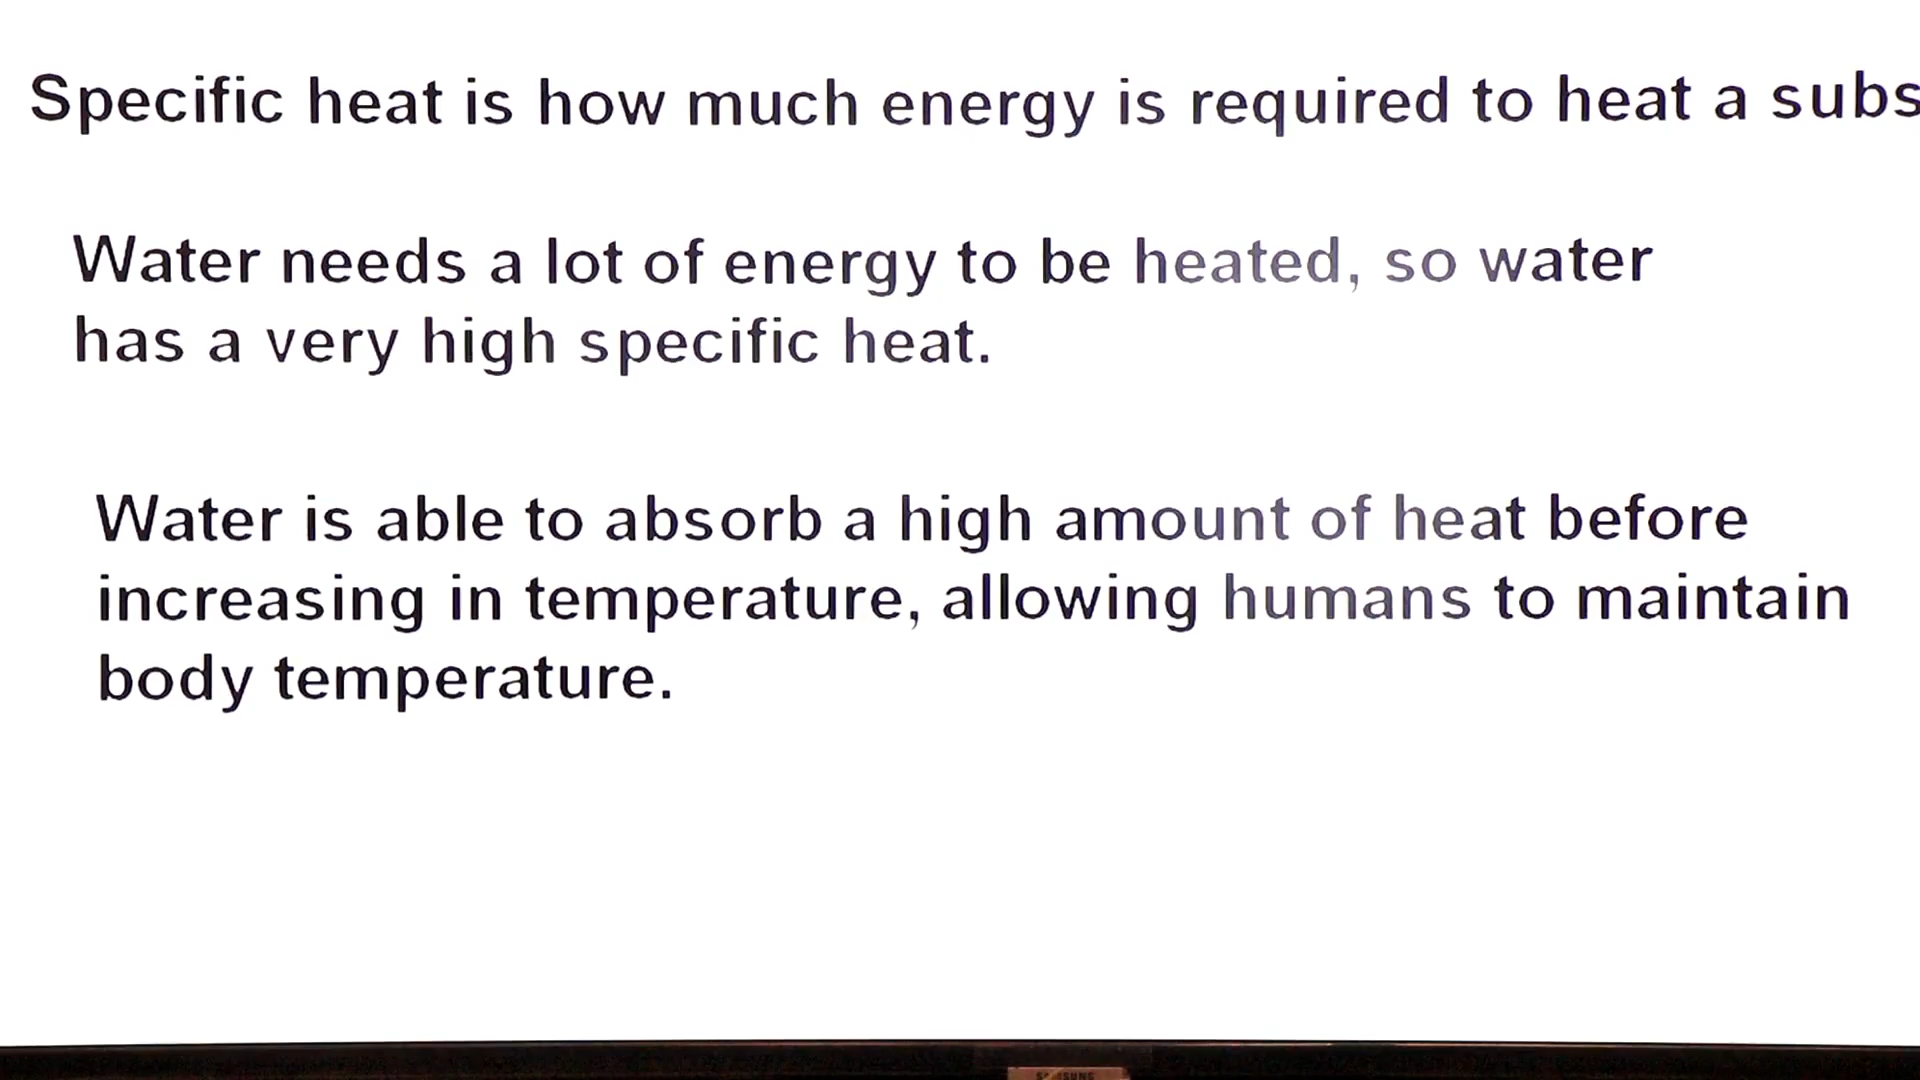 Specific heat is how much energy is required to heat a subs
Water needs a lot of energy to be heated, so water
has a very high specific heat.
Water is able to absorb a high amount of heat before
increasing in temperature, allowing humans to maintain
body temperature.
SAMSUNG